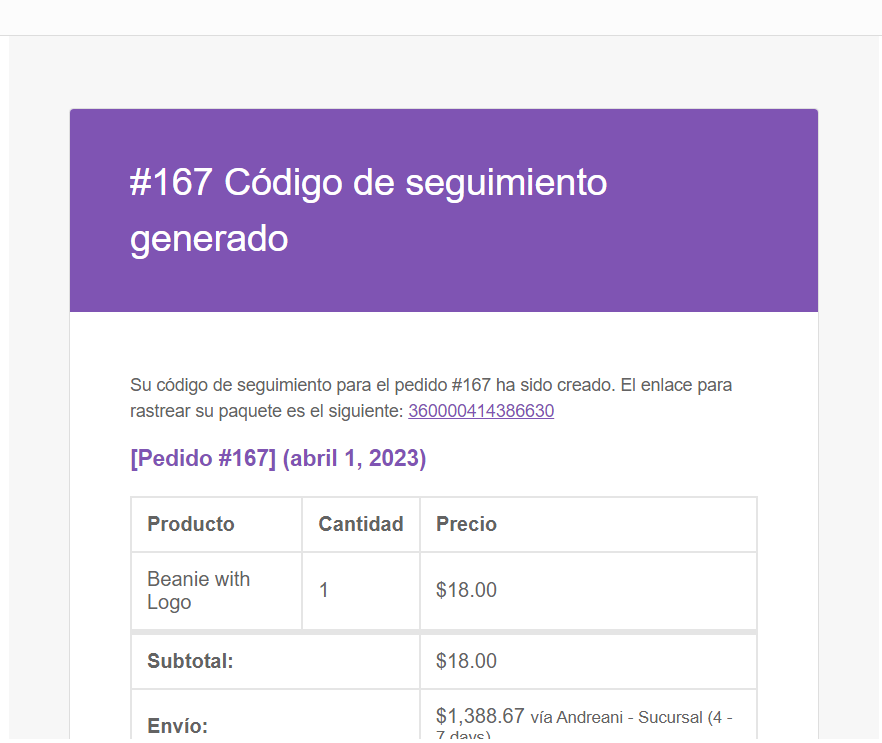 #167 Código de seguimiento
generado
Su código de seguimiento para el pedido #167 ha sido creado. El enlace para
rastrear su paquete es el siguiente: 360000414386630
[Pedido #167] (abril 1, 2023)
Producto Cantidad Precio
Beanie with
Logo 1 $18.00
Subtotal: $18.00
Envío: $1,388.67 vía Andreani - Sucursal (4 -
7 days)